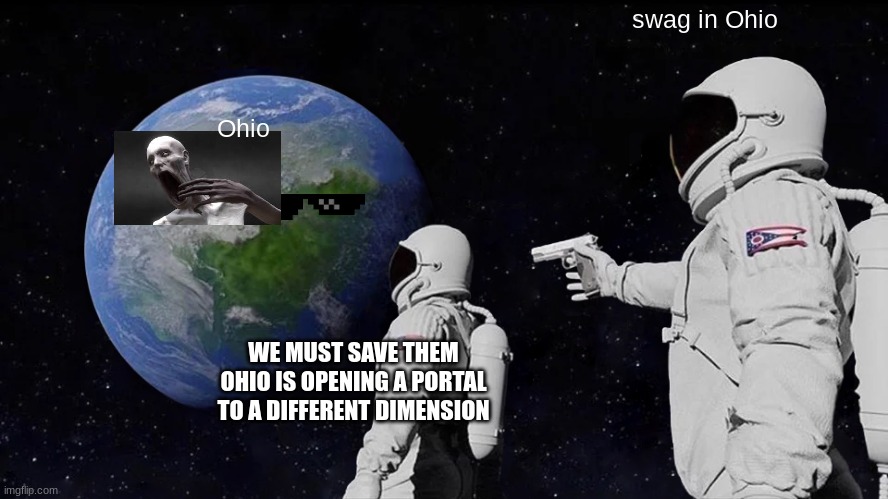 swag in Ohio
Ohio
WE MUST SAVE THEM
OHIO IS OPENING A PORTAL
TO A DIFFERENT DIMENSION
imgflip.com